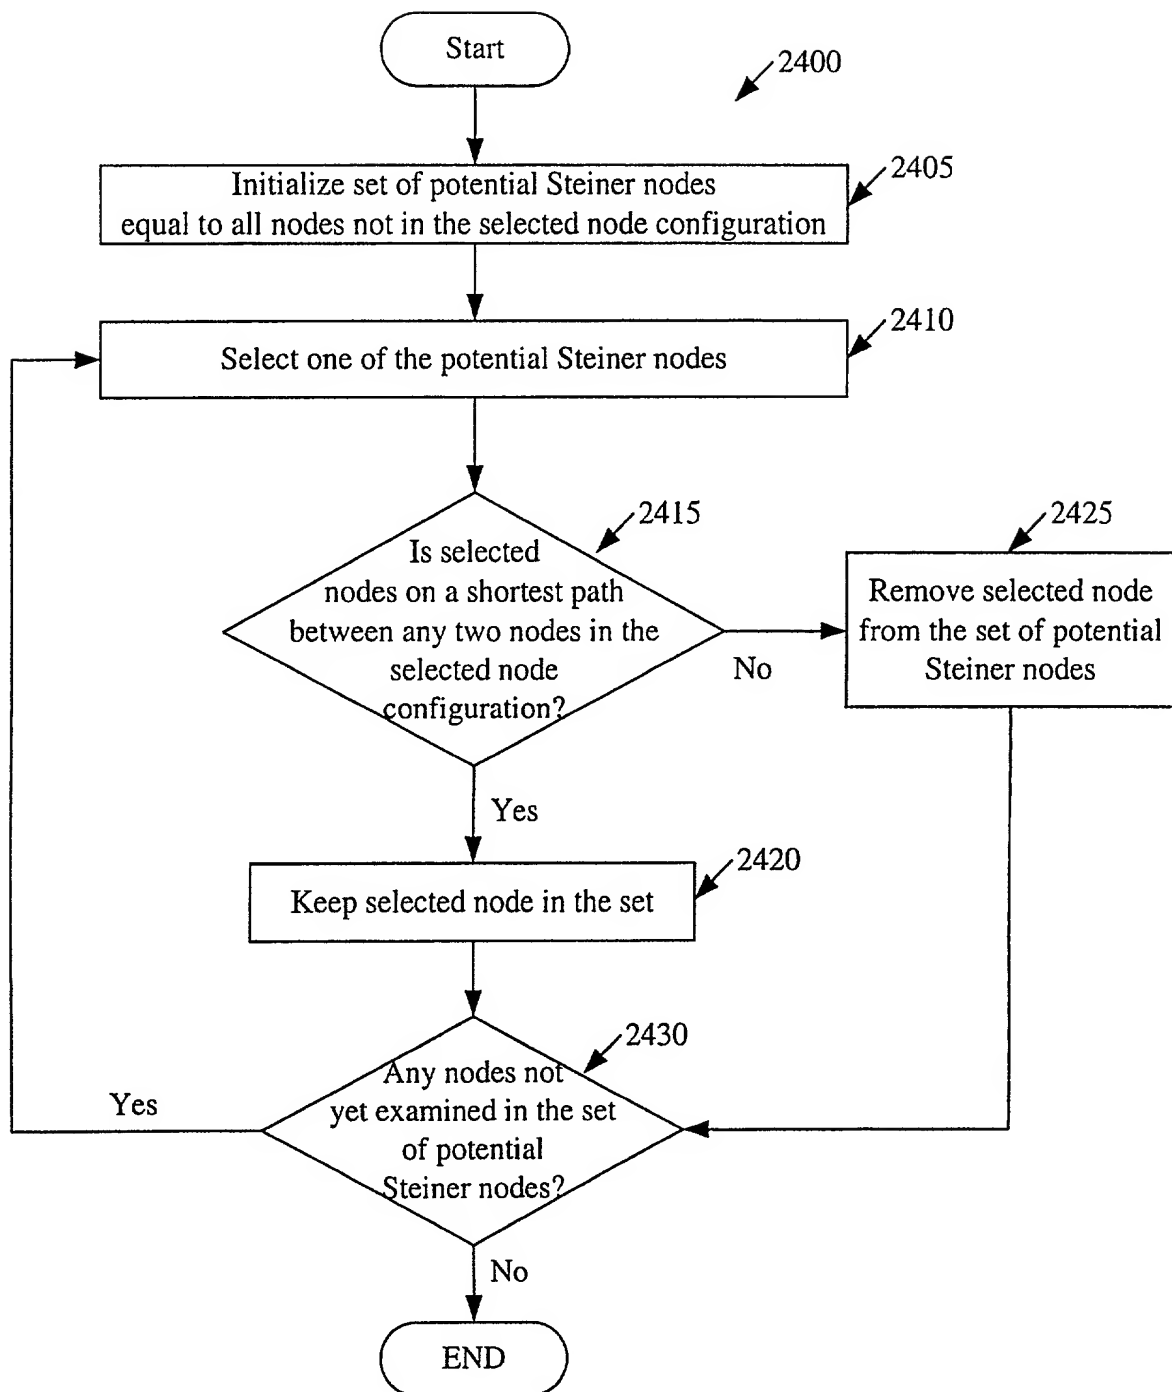 Start
2400
2405
Initialize set of potential Steiner nodes
equal to all nodes not in the selected node configuration
2410
Select one of the potential Steiner nodes
2415
Is selected
nodes on a shortest path
between any two nodes in the
selected node
configuration?
No
2425
Remove selected node
from the set of potential
Steiner nodes
Yes
2420
Keep selected node in the set
2430
Any nodes not
yet examined in the set
of potential
Steiner nodes?
Yes
No
END